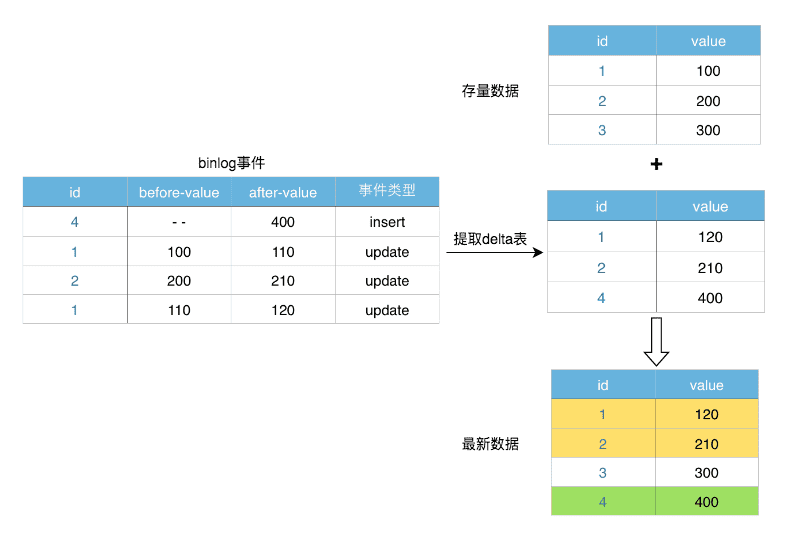 id value
存量数据
1 100
2 200
3 300
+
binlog事件
id before-value after-value 事件类型
4 -- 400 insert
1 100 110 update
2 200 210 update
1 110 120 update
提取delta表
id value
1 120
2 210
4 400
id value
1 120
2 210
3 300
4 400
最新数据